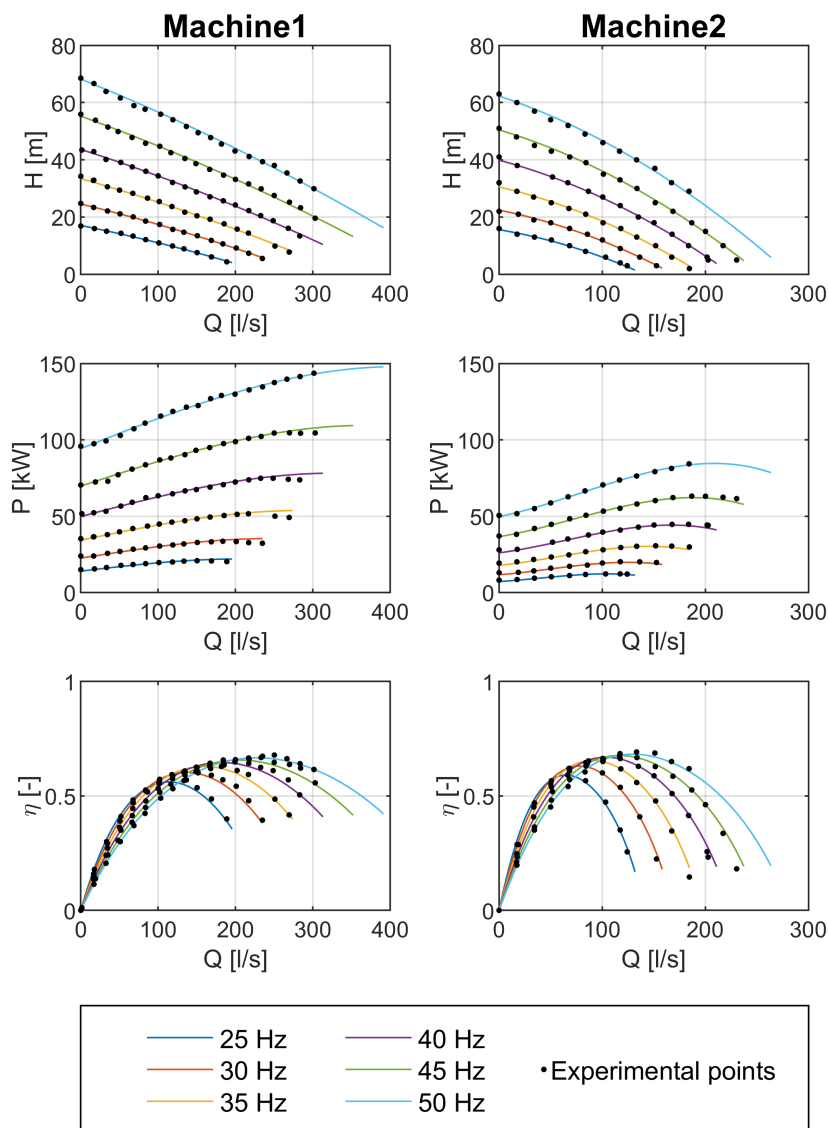 Machine1
Machine2
80
60
40
20
0
H [m]
0 100 200 300 400
Q [l/s]
80
60
40
20
0
H [m]
0 100 200 300
Q [l/s]
150
100
50
0
P [kW]
0 100 200 300 400
Q [l/s]
150
100
50
0
P [kW]
0 100 200 300
Q [l/s]
1
0.5
0
η [-]
0 100 200 300 400
Q [l/s]
1
0.5
0
η [-]
0 100 200 300
Q [l/s]
25 Hz
30 Hz
35 Hz
40 Hz
45 Hz
50 Hz
Experimental points